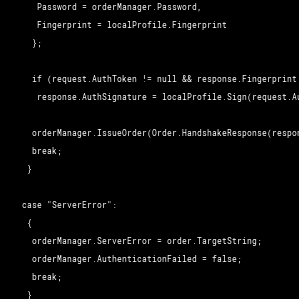 Password = orderManager.Password,
Fingerprint = localProfile.Fingerprint
};
if (request.AuthToken != null && response.Fingerprint
response.AuthSignature = localProfile.Sign(request.Au
orderManager.IssueOrder(Order.HandshakeResponse(respon
break;
}
case "ServerError":
{
orderManager.ServerError = order.TargetString;
orderManager.AuthenticationFailed = false;
break;
}